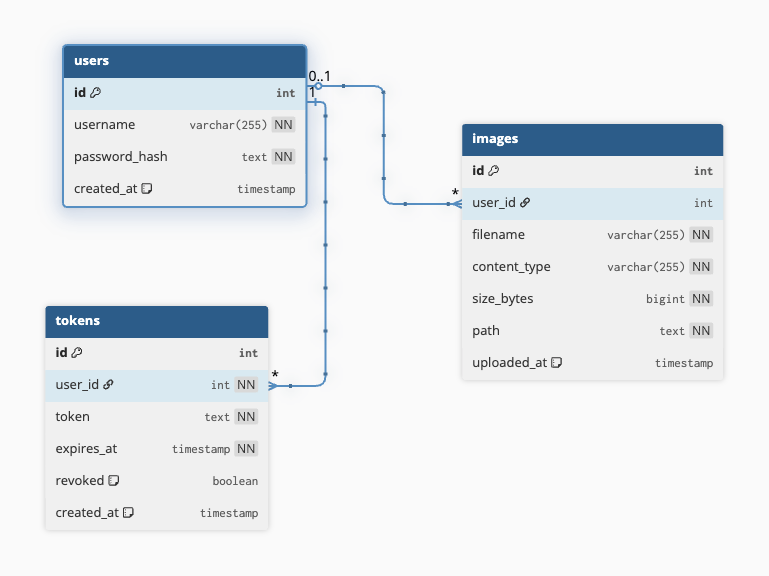 users
id int
username varchar(255) NN
password_hash text NN
created_at timestamp
0..1
1
images
id int
*
user_id int
filename varchar(255) NN
content_type varchar(255) NN
size_bytes bigint NN
path text NN
uploaded_at timestamp
tokens
id int
*
user_id int NN
token text NN
expires_at timestamp NN
revoked boolean
created_at timestamp